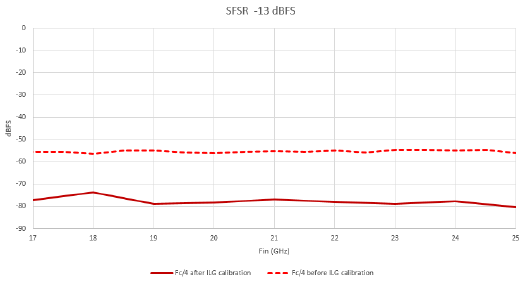 SFSR -13 dBFS
0
-10
-20
-30
-40
-50
-60
-70
-80
-90
dBFS
17 18 19 20 21 22 23 24 25
Fin (GHz)
Fc/4 after ILG calibration Fc/4 before ILG calibration